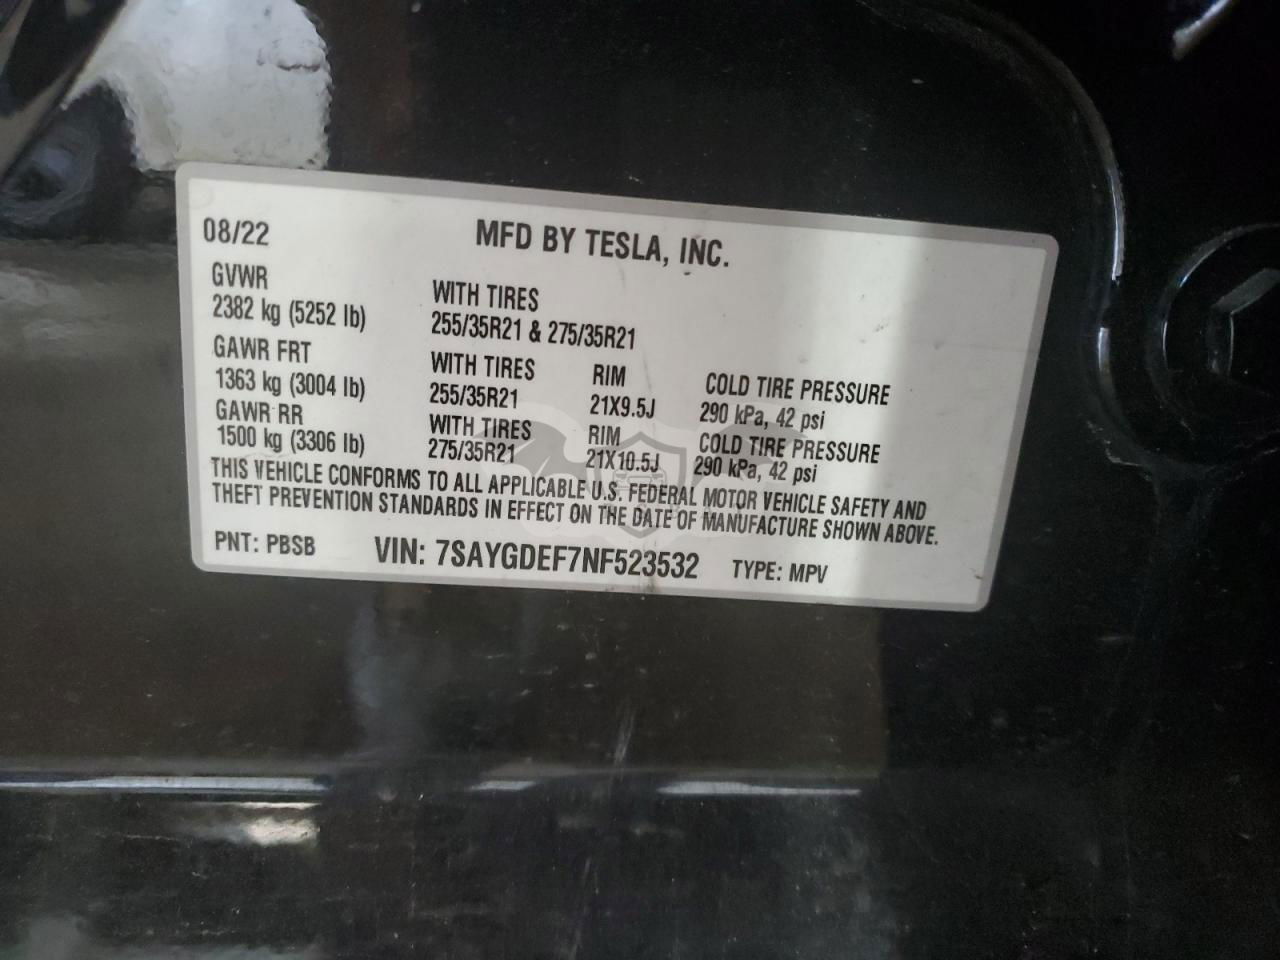 08/22 MFD BY TESLA, INC.
GVWR WITH TIRES
2382 kg (5252 lb) 255/35R21 & 275/35R21
GAWR FRT WITH TIRES RIM COLD TIRE PRESSURE
1363 kg (3004 lb) 255/35R21 21X9.5J 290 kPa, 42 psi
GAWR RR WITH TIRES RIM COLD TIRE PRESSURE
1500 kg (3306 lb) 275/35R21 21X10.5J 290 kPa, 42 psi
THIS VEHICLE CONFORMS TO ALL APPLICABLE U.S. FEDERAL MOTOR VEHICLE SAFETY AND
THEFT PREVENTION STANDARDS IN EFFECT ON THE DATE OF MANUFACTURE SHOWN ABOVE.
PNT: PBSB VIN: 7SAYGDEF7NF523532 TYPE: MPV